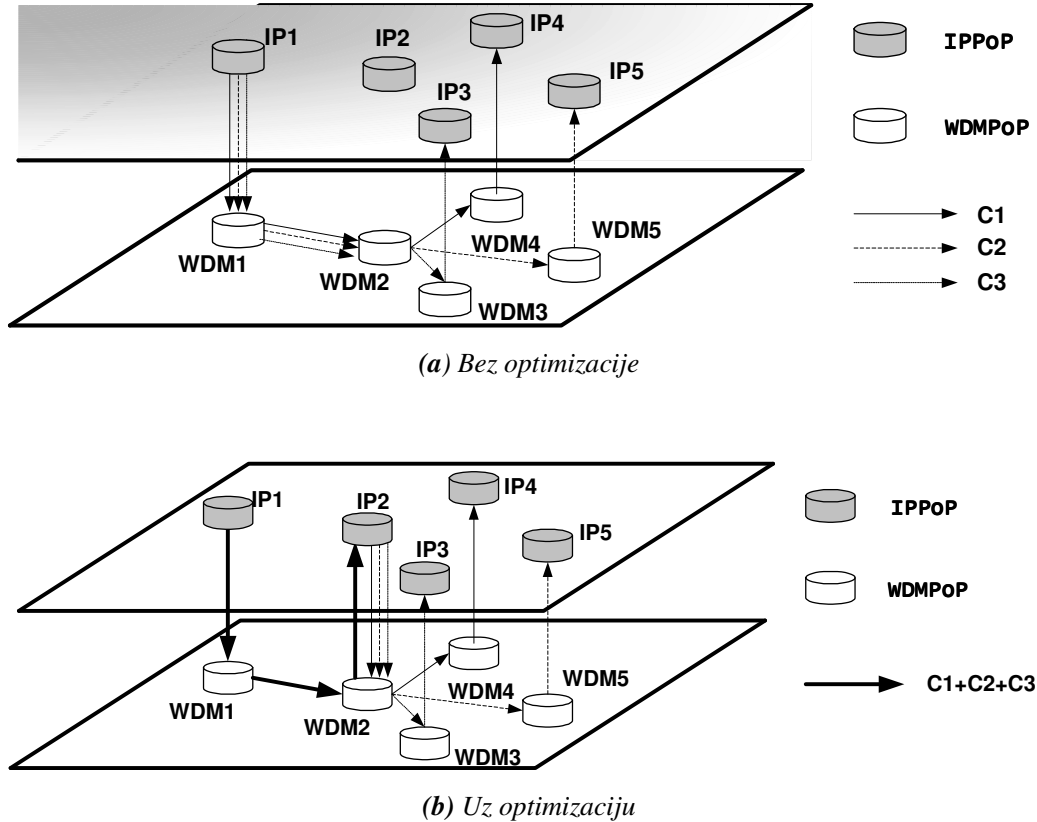 IP1
IP2
IP3
IP4
IP5
IPPoP
WDMPoP
WDM1
WDM2
WDM3
WDM4
WDM5
C1
C2
C3
(a) Bez optimizacije
IP1
IP2
IP3
IP4
IP5
IPPoP
WDMPoP
WDM1
WDM2
WDM3
WDM4
WDM5
C1+C2+C3
(b) Uz optimizaciju